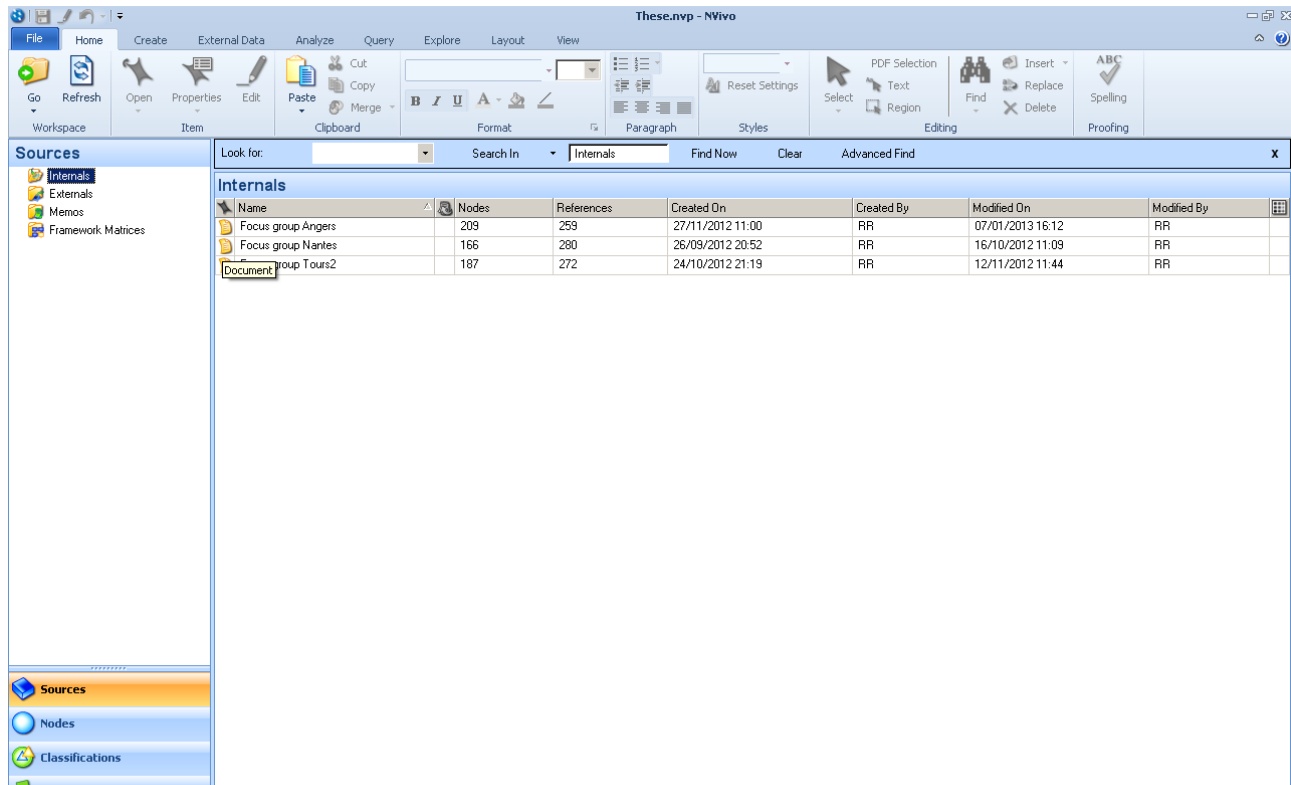 These.nvp - NVivo
File Home Create External Data Analyze Query Explore Layout View
Go Refresh Open Properties Edit Paste Cut Copy Merge
B I U A
Reset Settings
Select PDF Selection Text Region Find Insert Replace Delete
ABC Spelling
Workspace Item Clipboard Format Paragraph Styles Editing Proofing
Sources
Internals
Externals
Memos
Framework Matrices
Look for: Search In Internals Find Now Clear Advanced Find x
Internals
Name Nodes References Created On Created By Modified On Modified By
Focus group Angers 209 259 27/11/2012 11:00 RR 07/01/2013 16:12 RR
Focus group Nantes 166 280 26/09/2012 20:52 RR 16/10/2012 11:09 RR
group Tours2 187 272 24/10/2012 21:19 RR 12/11/2012 11:44 RR
Document
Sources
Nodes
Classifications